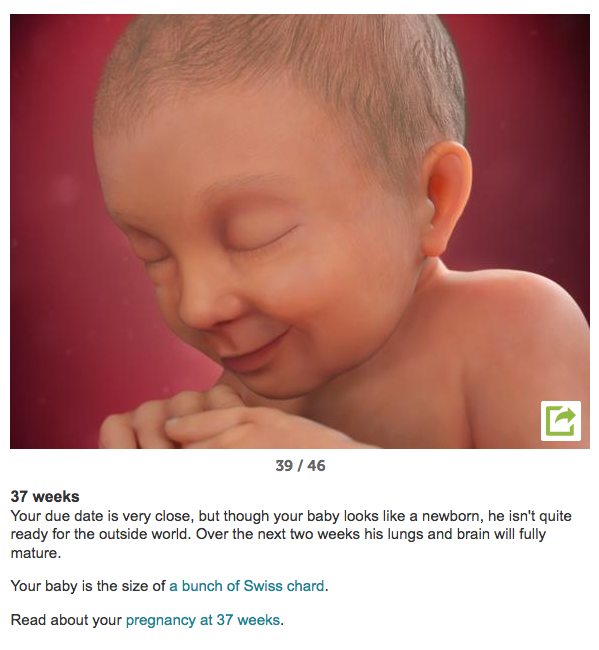 39 / 46
37 weeks
Your due date is very close, but though your baby looks like a newborn, he isn't quite
ready for the outside world. Over the next two weeks his lungs and brain will fully
mature.
Your baby is the size of a bunch of Swiss chard.
Read about your pregnancy at 37 weeks.